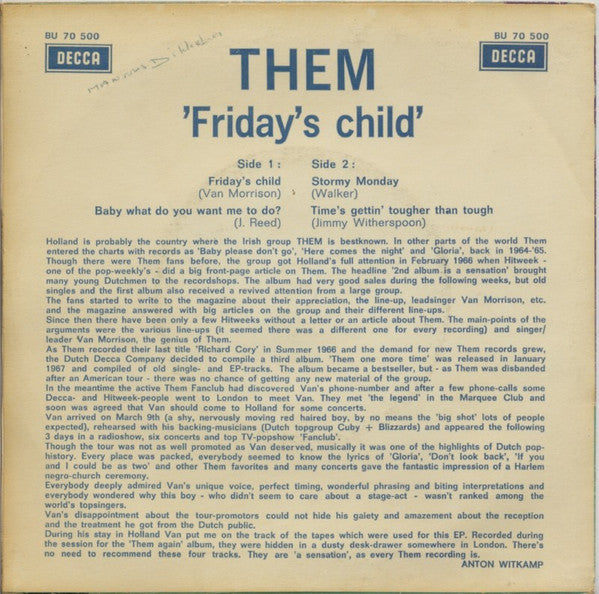 BU 70 500
BU 70 500
DECCA
DECCA
THEM
'Friday's child'
Side 1 :
Friday's child
(Van Morrison)
Baby what do you want me to do?
(J. Reed)
Side 2 :
Stormy Monday
(Walker)
Time's gettin' tougher than tough
(Jimmy Witherspoon)
Holland is probably the country where the Irish group THEM is bestknown. In other parts of the world Them
entered the charts with records as 'Baby please don't go', 'Here comes the night' and 'Gloria', back in 1964-'65.
Though there were Them fans before, the group got Holland's full attention in February 1966 when Hitweek -
one of the pop-weekly's - did a big front-page article on Them. The headline '2nd album is a sensation' brought
many young Dutchmen to the recordshops. The album had very good sales during the following weeks, but old
singles and the first album also received a revived attention from a large group.
The fans started to write to the magazine about their appreciation, the line-up, leadsinger Van Morrison, etc.
and the magazine answered with big articles on the group and their different line-ups.
Since then there have been only a few Hitweeks without a letter or an article about Them. The main-points of the
arguments were the various line-ups (it seemed there was a different one for every recording) and singer/
leader Van Morrison, the genius of Them.
As Them recorded their last title 'Richard Cory' in Summer 1966 and the demand for new Them records grew,
the Dutch Decca Company decided to compile a third album. 'Them one more time' was released in January
1967 and compiled of old single- and EP-tracks. The album became a bestseller, but - as Them was disbanded
after an American tour - there was no chance of getting any new material of the group.
In the meantime the active Them Fanclub had discovered Van's phone-number and after a few phone-calls some
Decca- and Hitweek-people went to London to meet Van. They met 'the legend' in the Marquee Club and
soon was agreed that Van should come to Holland for some concerts.
Van arrived on March 9th (a shy, nervously moving red haired boy, by no means the 'big shot' lots of people
expected), rehearsed with his backing-musicians (Dutch topgroup Cuby + Blizzards) and appeared the following
3 days in a radioshow, six concerts and top TV-popshow 'Fanclub'.
Though the tour was not as well promoted as Van deserved, musically it was one of the highlights of Dutch pop-
history. Every place was packed, everybody seemed to know the lyrics of 'Gloria', 'Don't look back', 'If you
and I could be as two' and other Them favorites and many concerts gave the fantastic impression of a Harlem
negro-church ceremony.
Everybody deeply admired Van's unique voice, perfect timing, wonderful phrasing and biting interpretations and
everybody wondered why this boy - who didn't seem to care about a stage-act - wasn't ranked among the
world's topsingers.
Van's disappointment about the tour-promotors could not hide his gaiety and amazement about the reception
and the treatment he got from the Dutch public.
During his stay in Holland Van put me on the track of the tapes which were used for this EP. Recorded during
the session for the 'Them again' album, they were hidden in a dusty desk-drawer somewhere in London. There's
no need to recommend these four tracks. They are 'a sensation', as every Them recording is.
ANTON WITKAMP